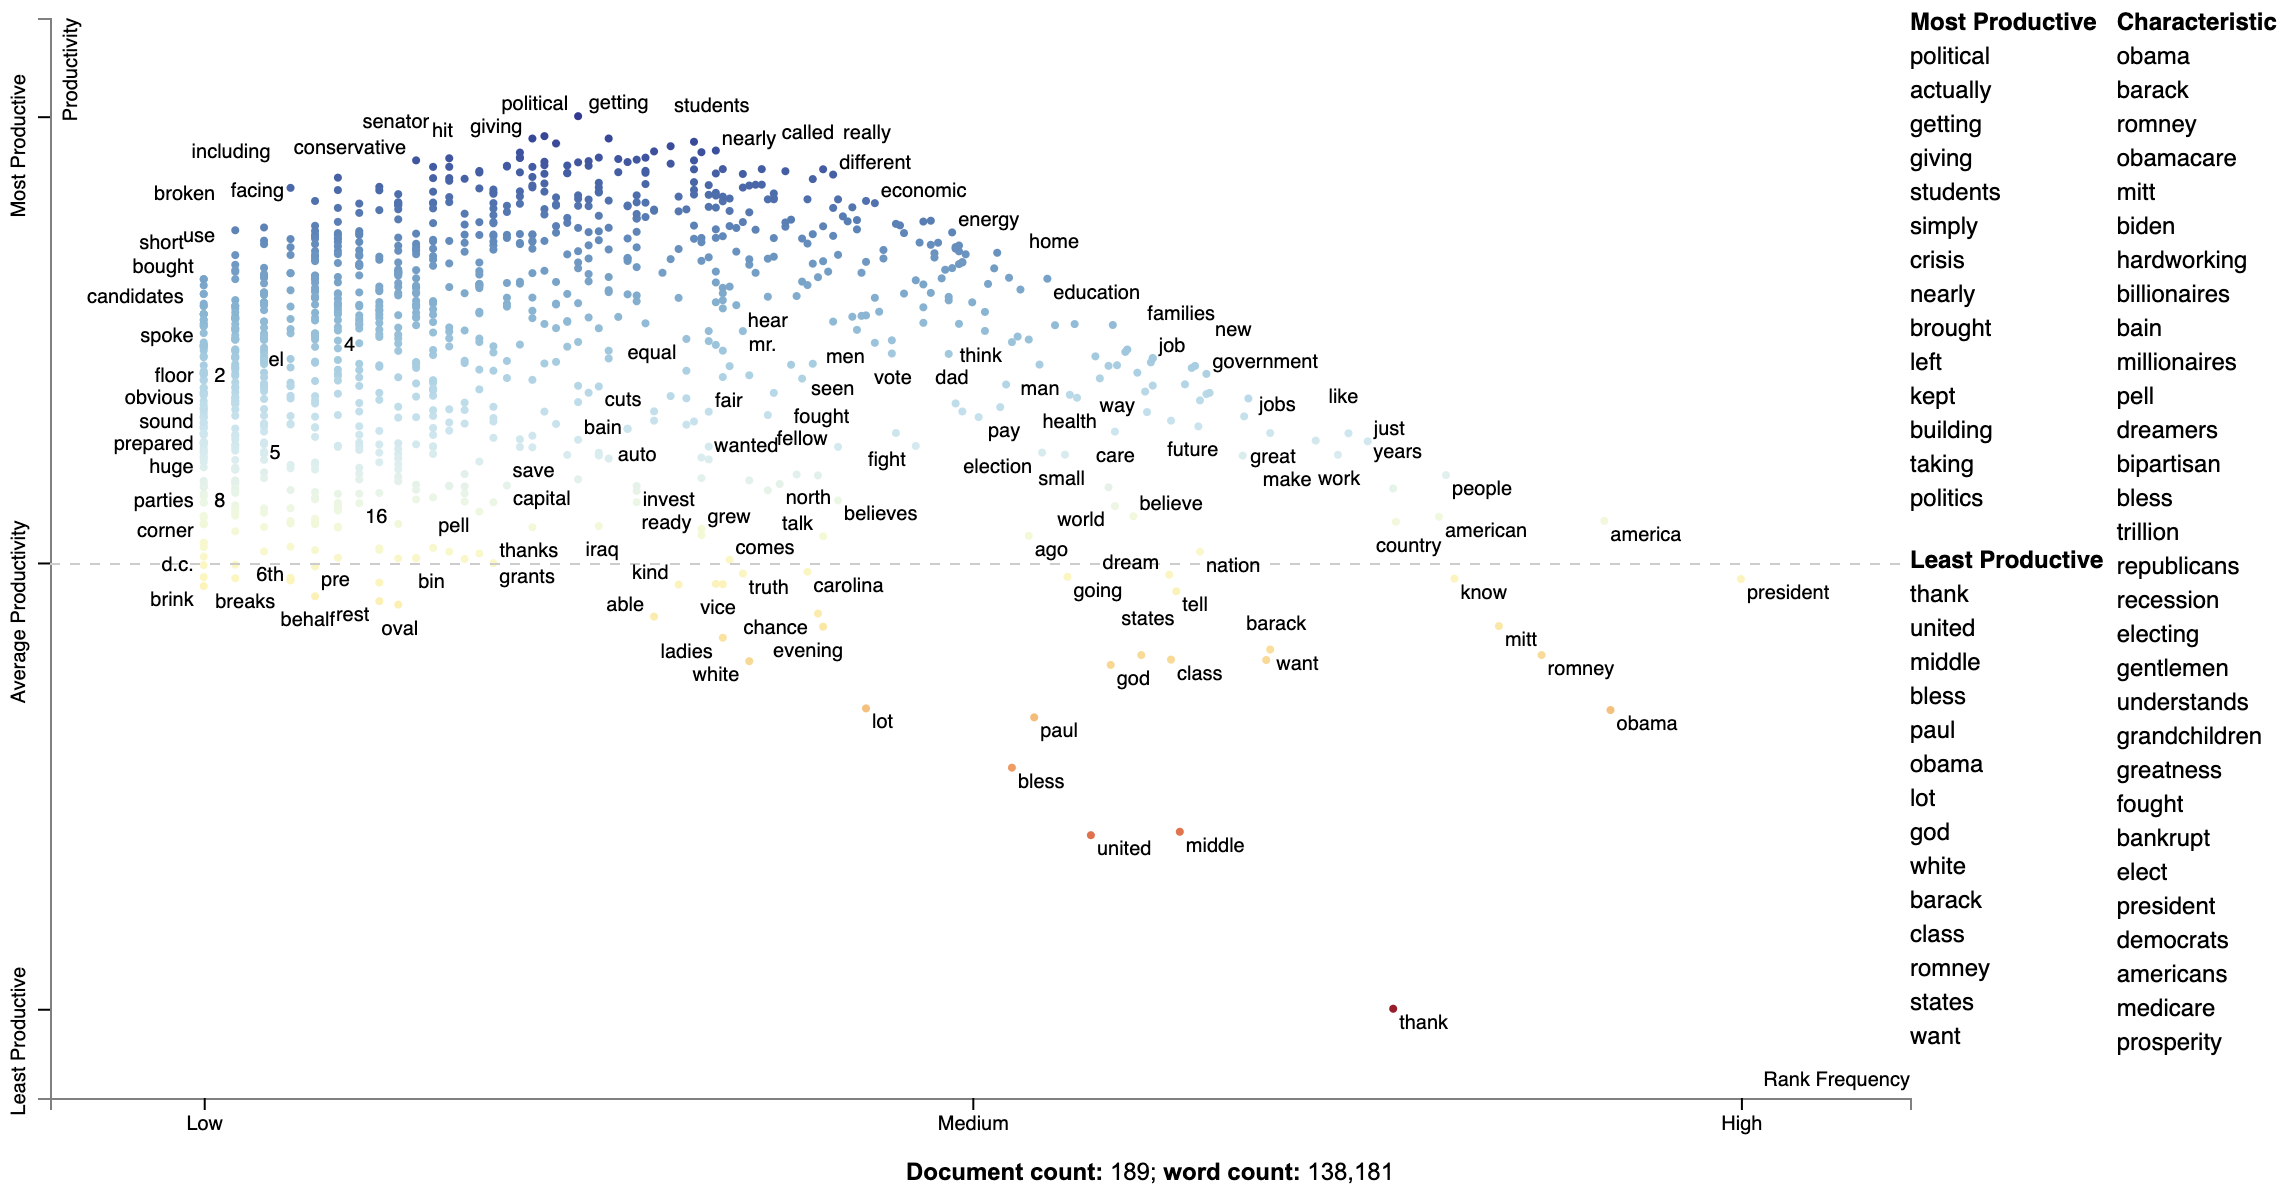 Most Productive
Productivity
Average Productivity
Least Productive
political getting students
senator hit giving
nearly called really
including conservative
different
broken facing
economic
energy
short use
home
bought
candidates
education
families
hear
new
spoke
4
mr.
job
equal
men
think
el
government
floor 2
vote
dad
seen
man
obvious
cuts
fair
like
jobs
way
fought
sound
health
bain
pay
just
prepared
wanted fellow
future
5
auto
fight
care
great
years
huge
save
election
small
make work
parties 8
capital
invest
north
people
believe
16
pell
ready grew
talk
believes
world
corner
american
america
thanks
iraq
comes
ago
country
d.c.
dream
nation
6th
pre
bin
grants
kind
truth
carolina
going
know
president
brink
breaks
able
vice
tell
behalf rest
oval
chance
states
barack
mitt
ladies
evening
want
white
god
class
romney
lot
paul
obama
bless
united
middle
thank
Rank Frequency
Low
Medium
High
Most Productive
political
actually
getting
giving
students
simply
crisis
nearly
brought
left
kept
building
taking
politics
Least Productive
thank
united
middle
bless
paul
obama
lot
god
white
barack
class
romney
states
want
Characteristic
obama
barack
romney
obamacare
mitt
biden
hardworking
billionaires
bain
millionaires
pell
dreamers
bipartisan
bless
trillion
republicans
recession
electing
gentlemen
understands
grandchildren
greatness
fought
bankrupt
elect
president
democrats
americans
medicare
prosperity
Document count: 189; word count: 138,181